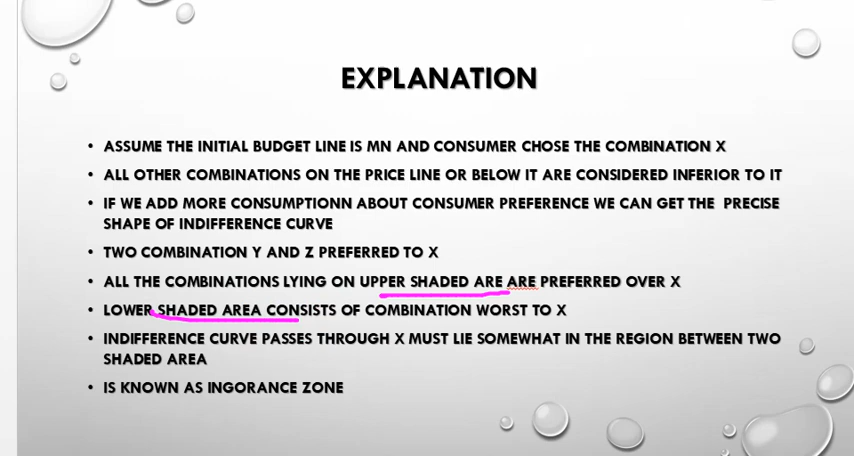 EXPLANATION
• ASSUME THE INITIAL BUDGET LINE IS MN AND CONSUMER CHOSE THE COMBINATION X
• ALL OTHER COMBINATIONS ON THE PRICE LINE OR BELOW IT ARE CONSIDERED INFERIOR TO IT
• IF WE ADD MORE CONSUMPTIONN ABOUT CONSUMER PREFERENCE WE CAN GET THE PRECISE
SHAPE OF INDIFFERENCE CURVE
• TWO COMBINATION Y AND Z PREFERRED TO X
• ALL THE COMBINATIONS LYING ON UPPER SHADED ARE ARE PREFERRED OVER X
• LOWER SHADED AREA CONSISTS OF COMBINATION WORST TO X
• INDIFFERENCE CURVE PASSES THROUGH X MUST LIE SOMEWHAT IN THE REGION BETWEEN TWO
SHADED AREA
• IS KNOWN AS INGORANCE ZONE